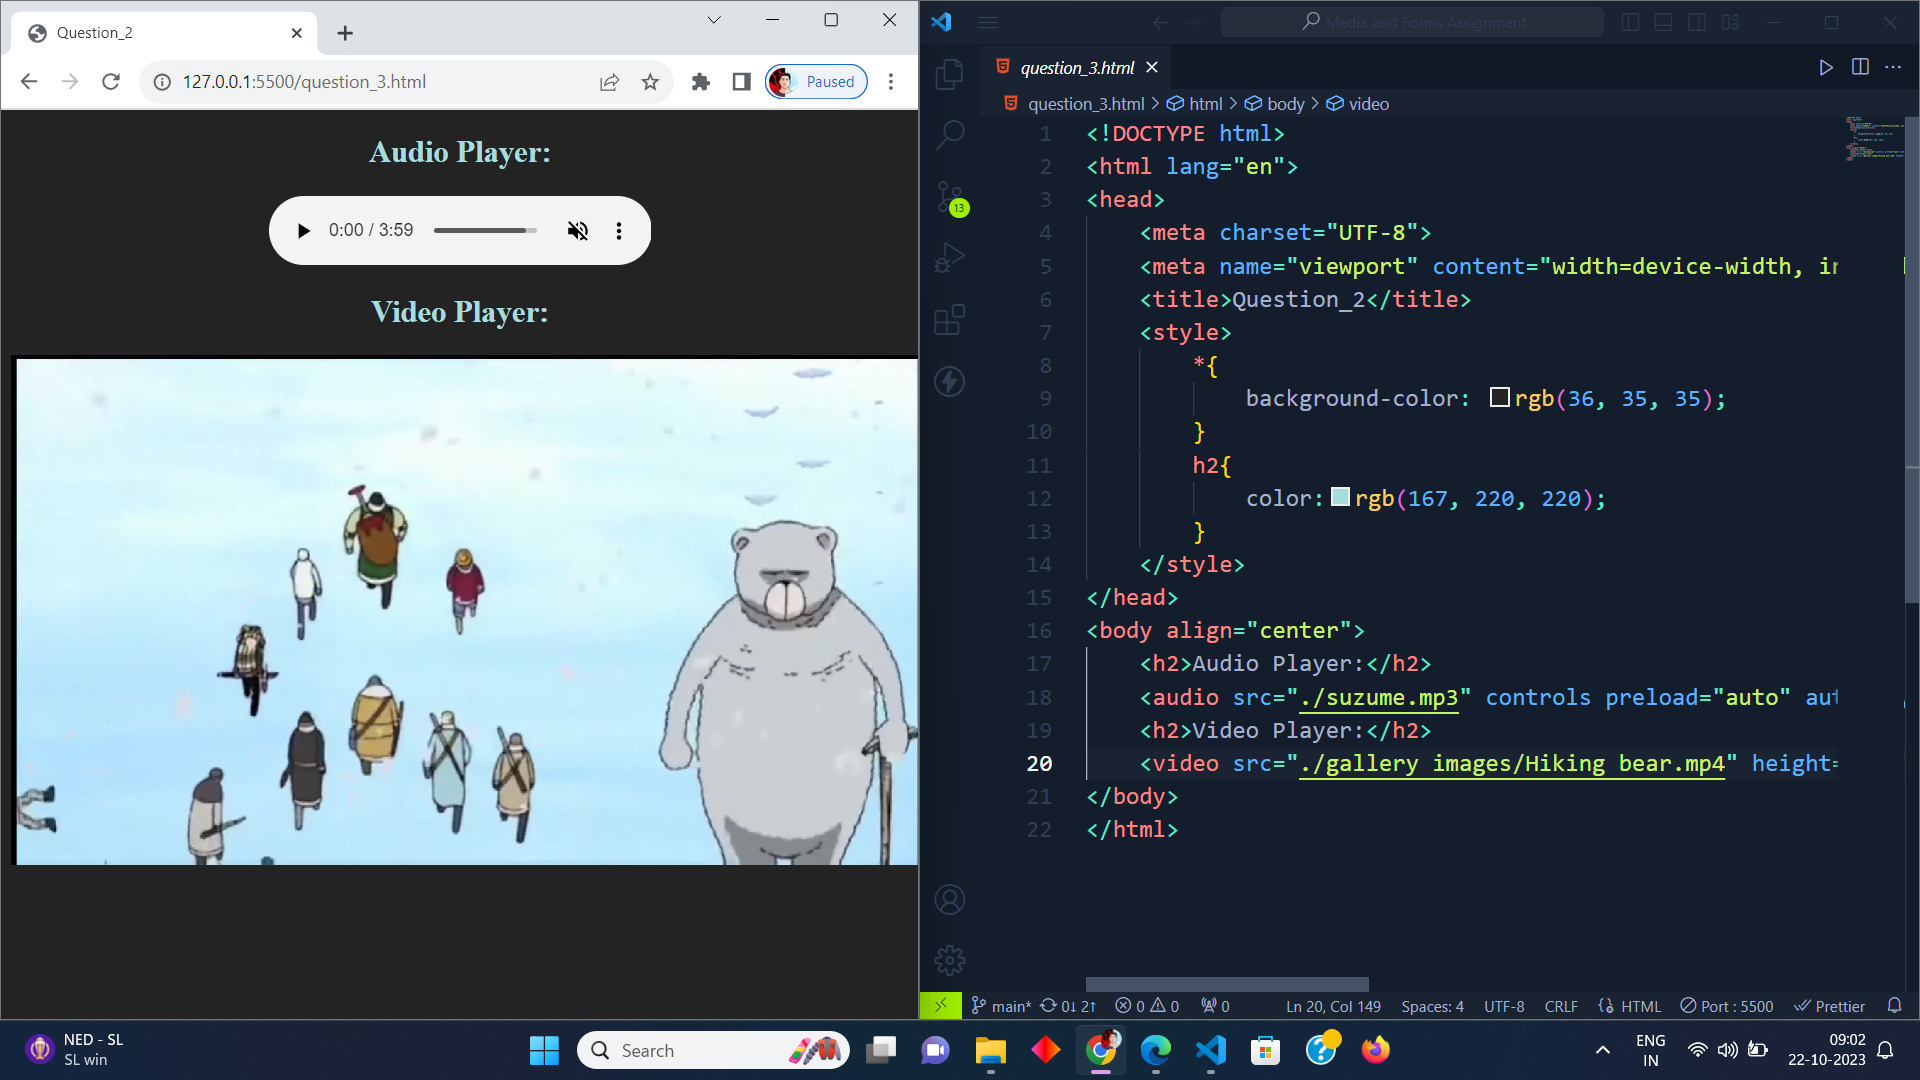 Question_2
127.0.0.1:5500/question_3.html
Paused
Audio Player:
0:00 / 3:59
Video Player:
Media and Forms Assignment
question_3.html
question_3.html > html > body > video
13
1 <!DOCTYPE html>
2 <html lang="en">
3 <head>
4 <meta charset="UTF-8">
5 <meta name="viewport" content="width=device-width, in
6 <title>Question_2</title>
7 <style>
8 *{
9 background-color: rgb(36, 35, 35);
10 }
11 h2{
12 color: rgb(167, 220, 220);
13 }
14 </style>
15 </head>
16 <body align="center">
17 <h2>Audio Player:</h2>
18 <audio src="./suzume.mp3" controls preload="auto" aut
19 <h2>Video Player:</h2>
20 <video src="./gallery images/Hiking bear.mp4" height=
21 </body>
22 </html>
main* 0↓ 2↑ 0 0 0 Ln 20, Col 149 Spaces: 4 UTF-8 CRLF HTML Port : 5500 Prettier
NED - SL
SL win
Search
ENG
IN
09:02
22-10-2023